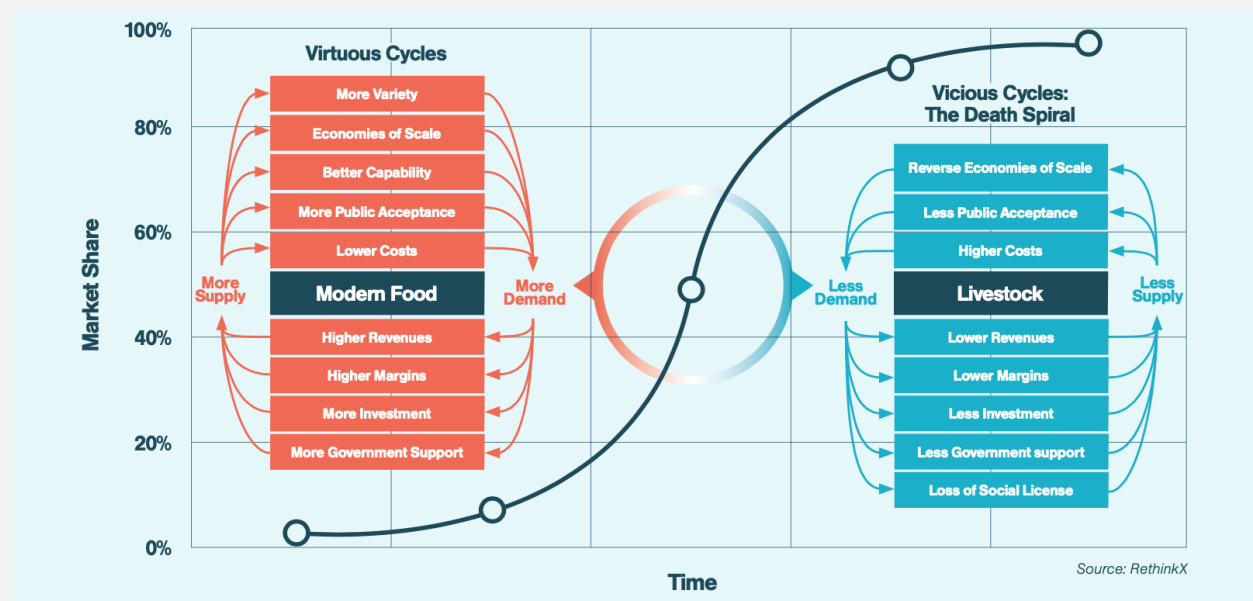 100%
80%
60%
40%
20%
0%
Market Share
Time
Virtuous Cycles
More Variety
Economies of Scale
Better Capability
More Public Acceptance
Lower Costs
Modern Food
Higher Revenues
Higher Margins
More Investment
More Government Support
More
Supply
More
Demand
Vicious Cycles:
The Death Spiral
Reverse Economies of Scale
Less Public Acceptance
Higher Costs
Livestock
Lower Revenues
Lower Margins
Less Investment
Less Government support
Loss of Social License
Less
Demand
Less
Supply
Source: RethinkX